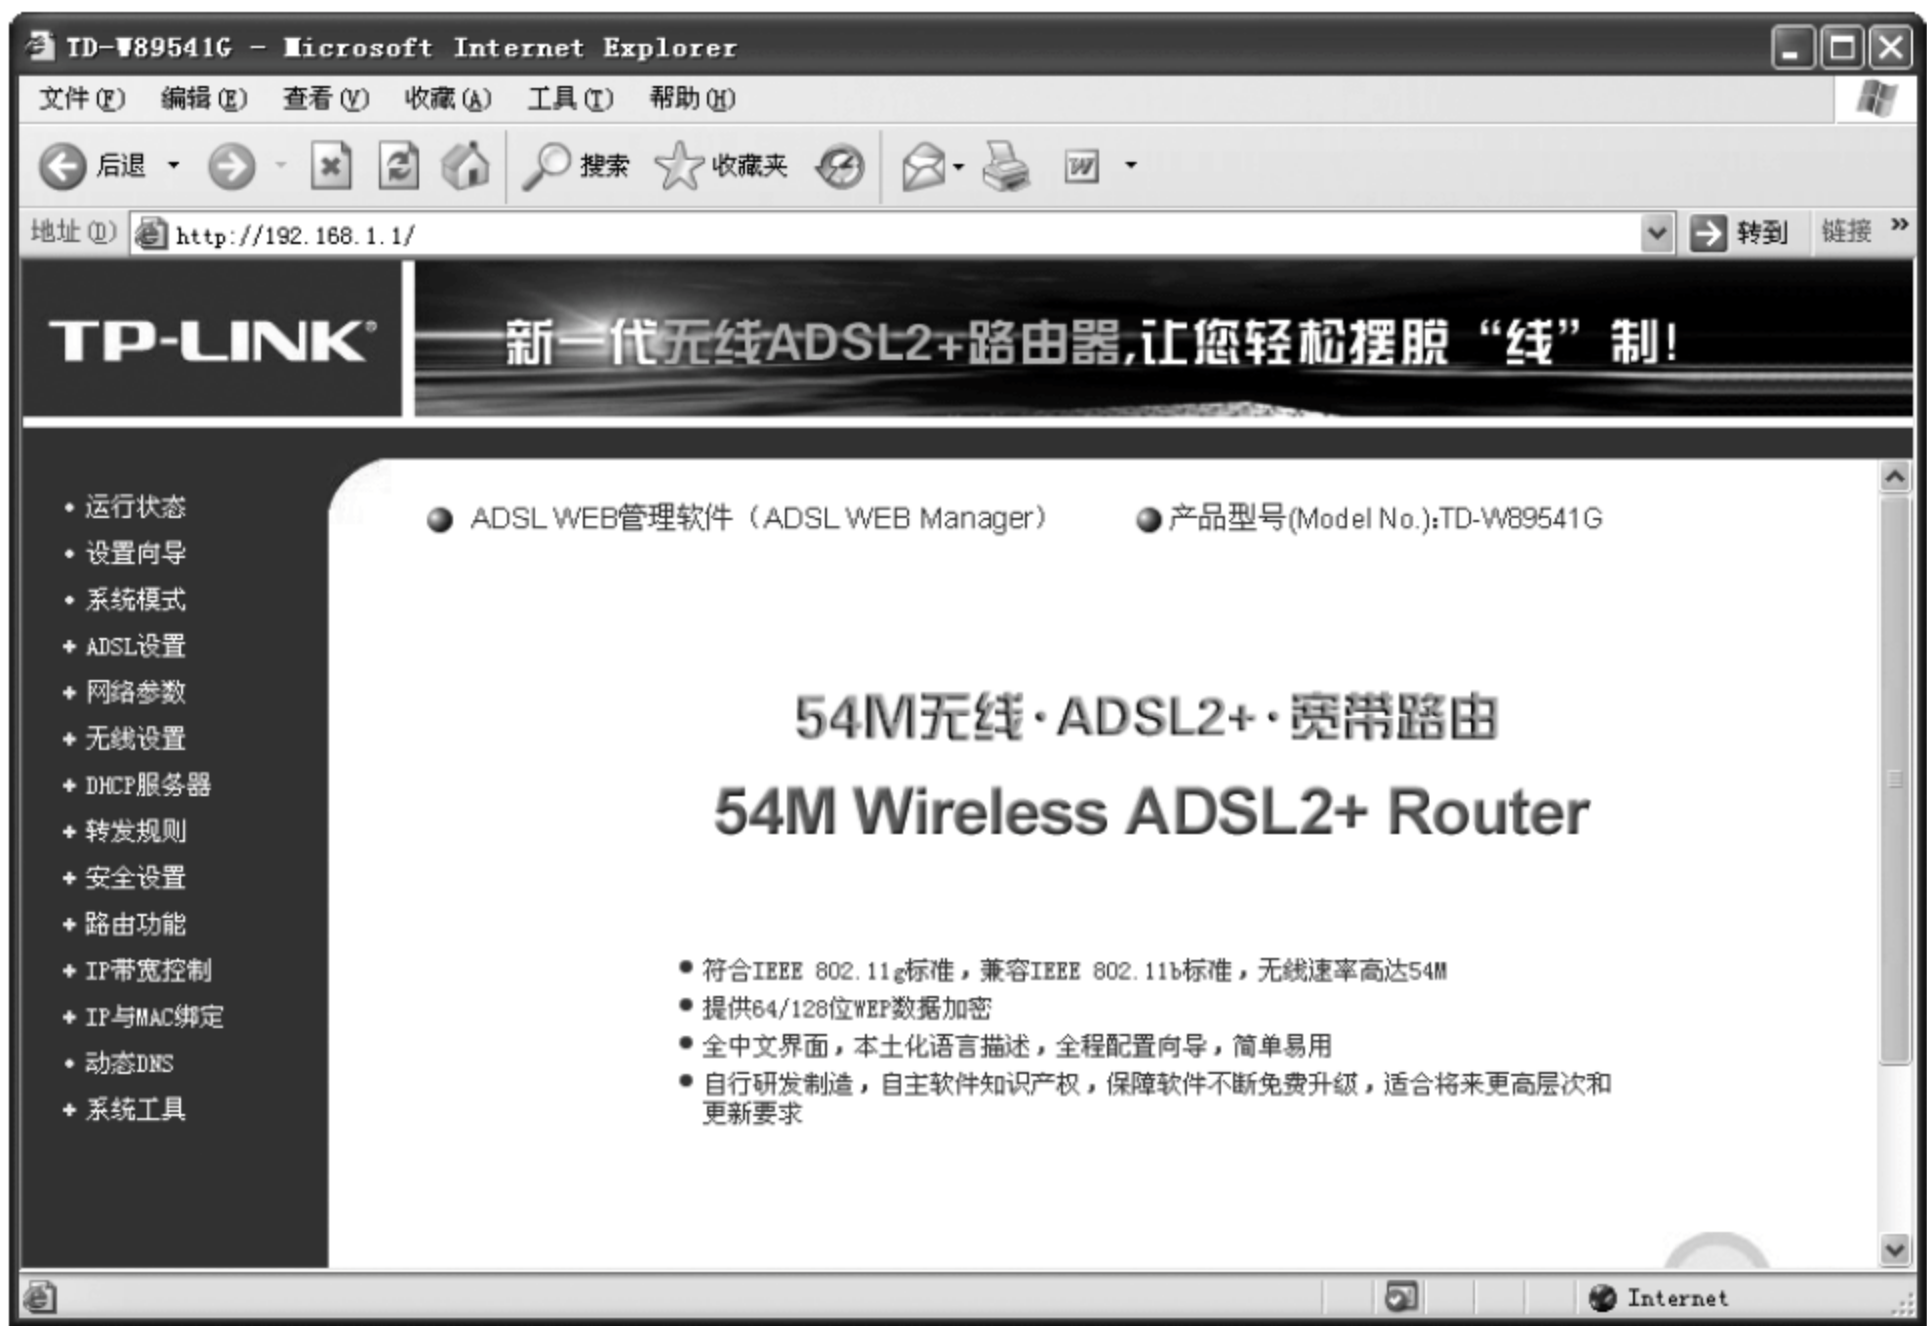 TD-W89541G - Microsoft Internet Explorer
文件(F) 编辑(E) 查看(V) 收藏(A) 工具(T) 帮助(H)
后退 搜索 收藏夹
地址(D) http://192.168.1.1/ 转到 链接 »
TP-LINK® 新一代无线ADSL2+路由器,让您轻松摆脱“线”制!
• 运行状态
• 设置向导
• 系统模式
+ ADSL设置
+ 网络参数
+ 无线设置
+ DHCP服务器
+ 转发规则
+ 安全设置
+ 路由功能
+ IP带宽控制
+ IP与MAC绑定
• 动态DNS
+ 系统工具
ADSL WEB管理软件（ADSL WEB Manager） 产品型号(Model No.):TD-W89541G
54M无线·ADSL2+·宽带路由
54M Wireless ADSL2+ Router
● 符合IEEE 802.11g标准，兼容IEEE 802.11b标准，无线速率高达54M
● 提供64/128位WEP数据加密
● 全中文界面，本土化语言描述，全程配置向导，简单易用
● 自行研发制造，自主软件知识产权，保障软件不断免费升级，适合将来更高层次和
更新要求
Internet